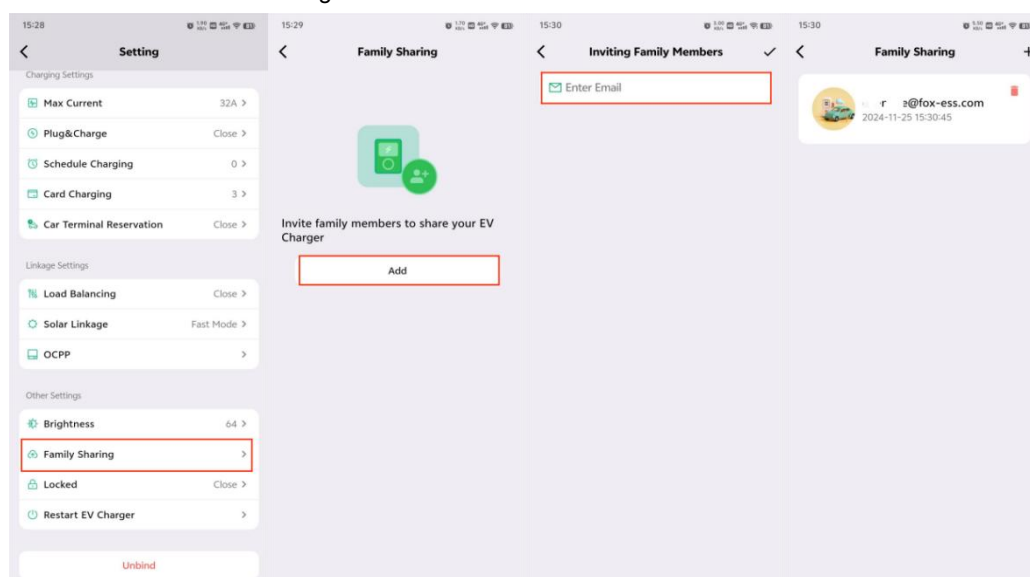 15:28
Setting
Charging Settings
Max Current 32A >
Plug&Charge Close >
Schedule Charging 0 >
Card Charging 3 >
Car Terminal Reservation Close >
Linkage Settings
Load Balancing Close >
Solar Linkage Fast Mode >
OCPP >
Other Settings
Brightness 64 >
Family Sharing >
Locked Close >
Restart EV Charger >
Unbind
15:29
Family Sharing
Invite family members to share your EV
Charger
Add
15:30
Inviting Family Members
Enter Email
15:30
Family Sharing +
e@fox-ess.com
2024-11-25 15:30:45